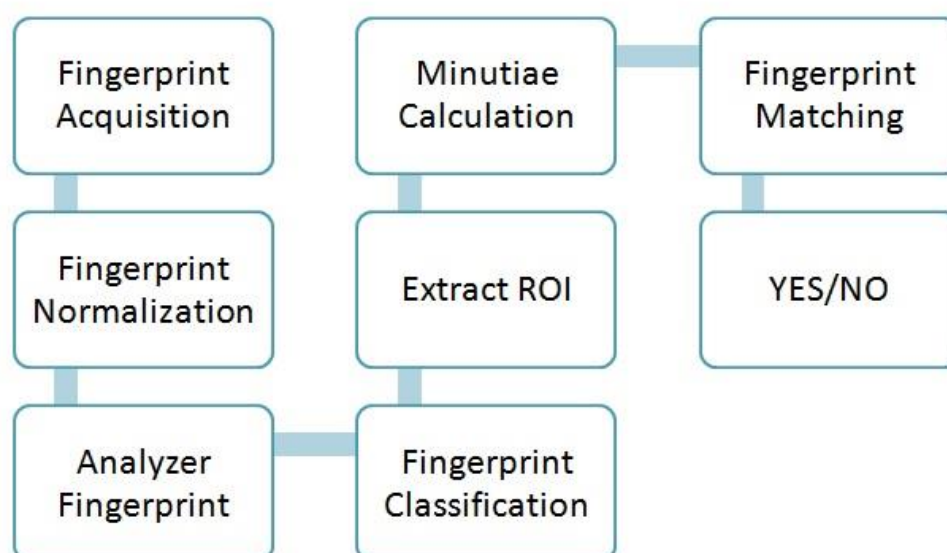 Fingerprint
Acquisition
Fingerprint
Normalization
Analyzer
Fingerprint
Fingerprint
Classification
Extract ROI
Minutiae
Calculation
Fingerprint
Matching
YES/NO